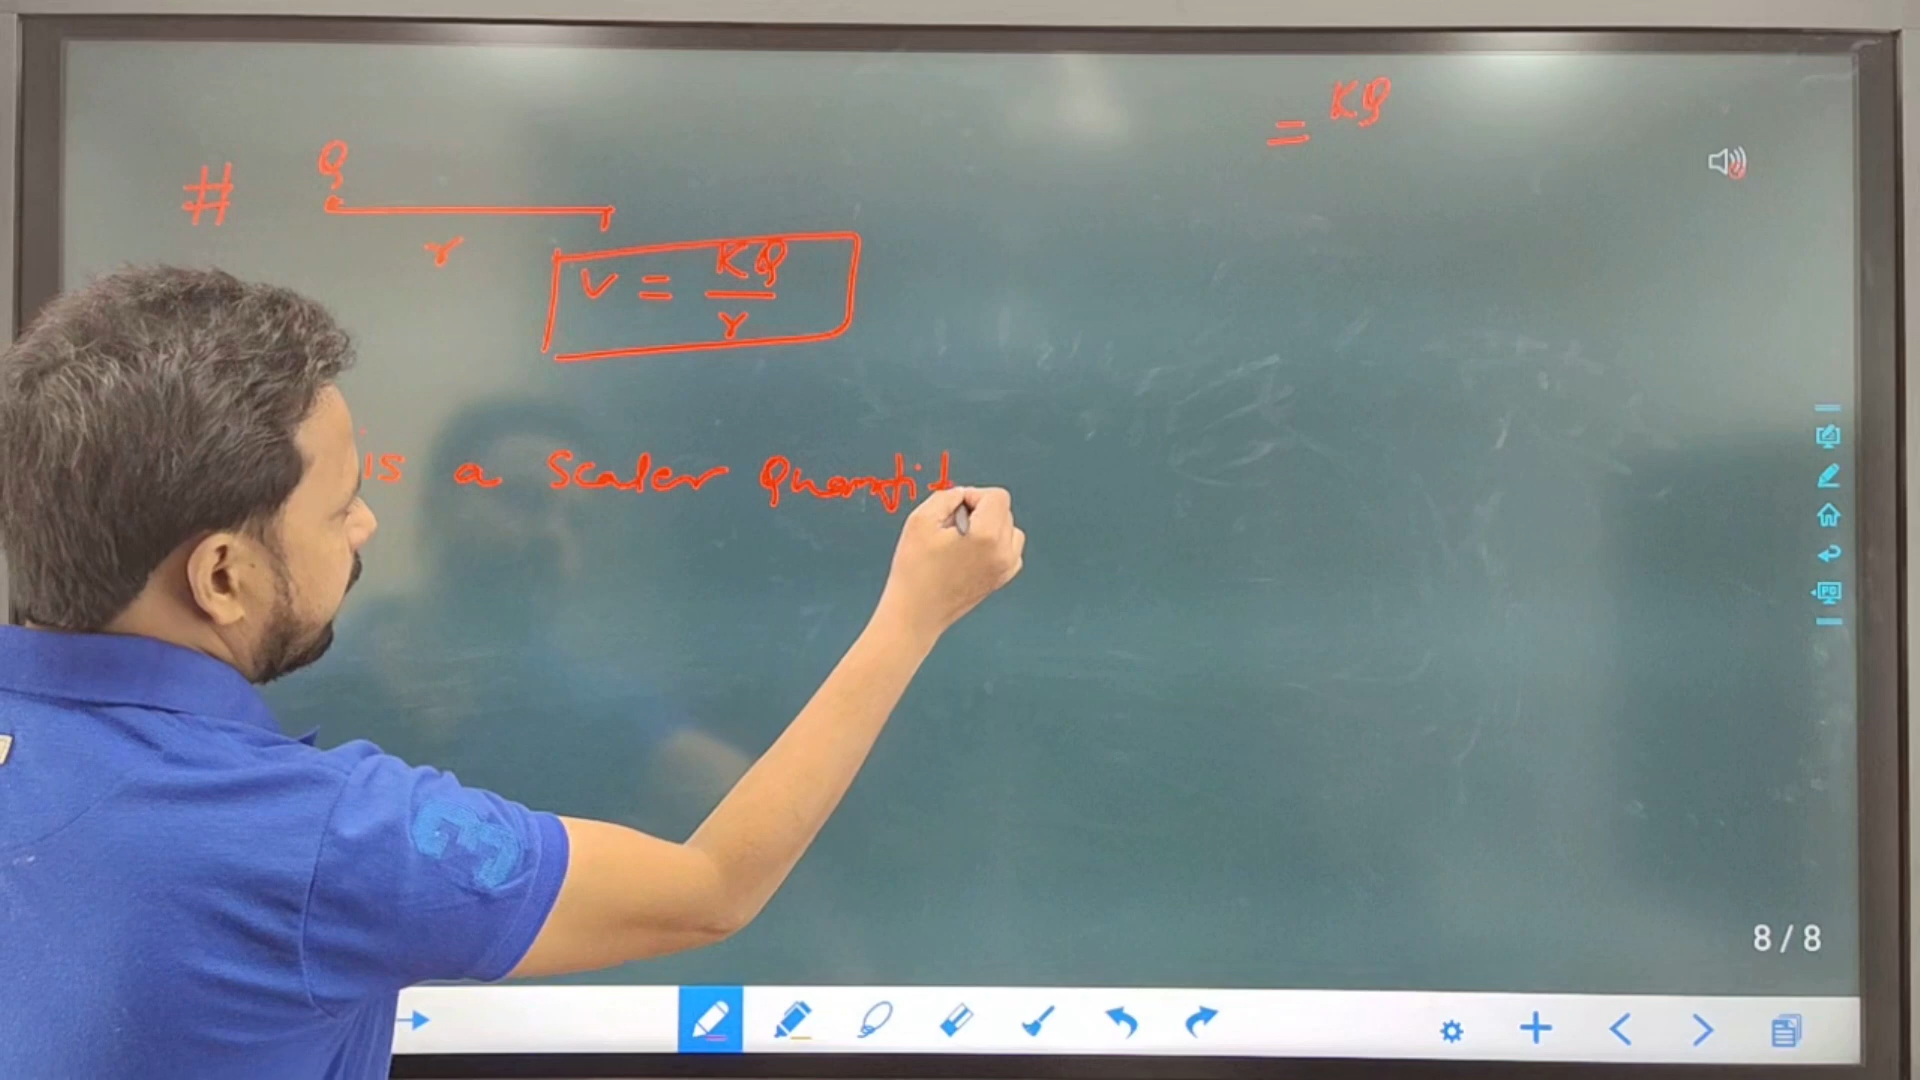 = KQ
# Q
r
V = KQ / r
is a Scaler Quantit
8 / 8